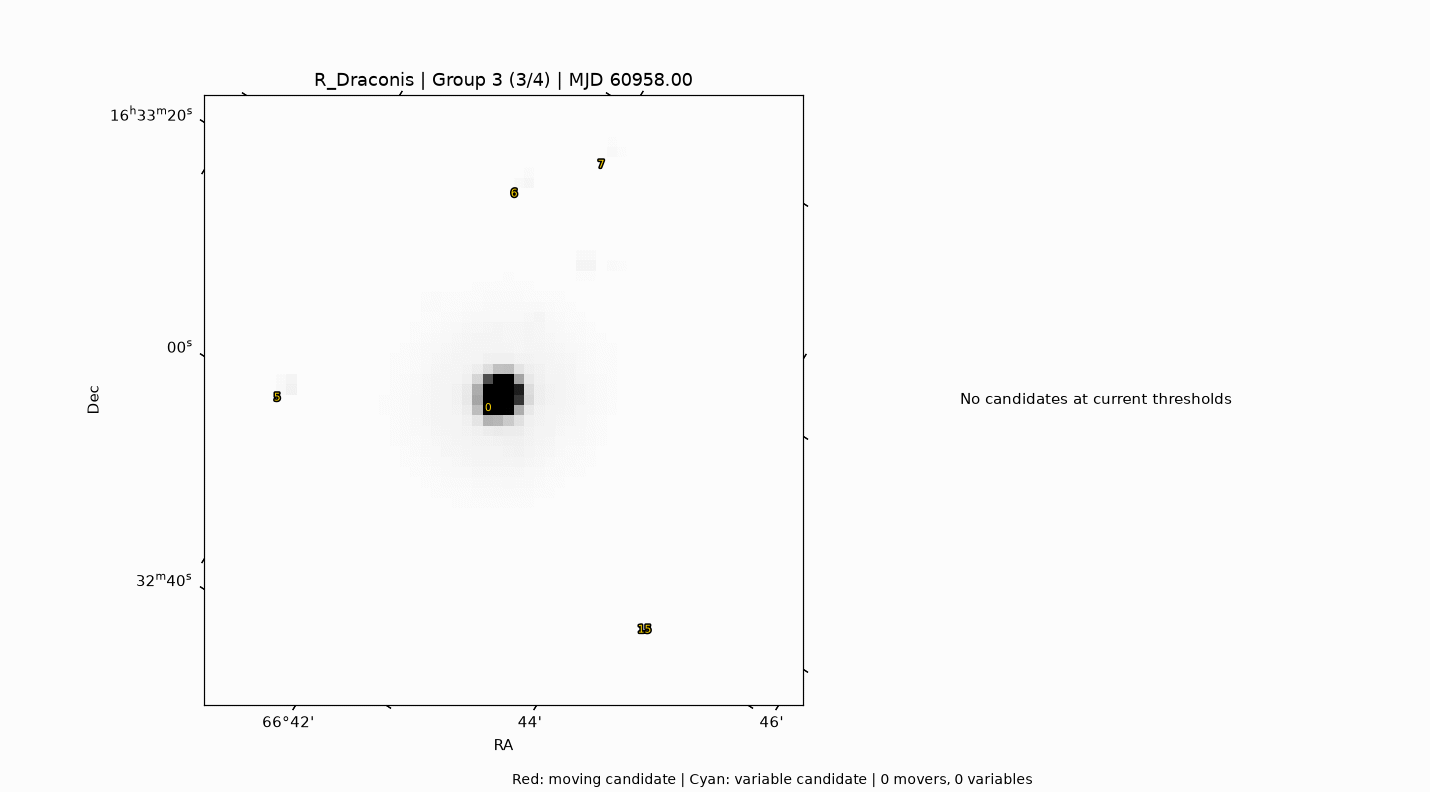 R_Draconis | Group 3 (3/4) | MJD 60958.00
16h33m20s
7
6
00s
5
0
Dec
No candidates at current thresholds
32m40s
15
66°42'
44'
46'
RA
Red: moving candidate | Cyan: variable candidate | 0 movers, 0 variables